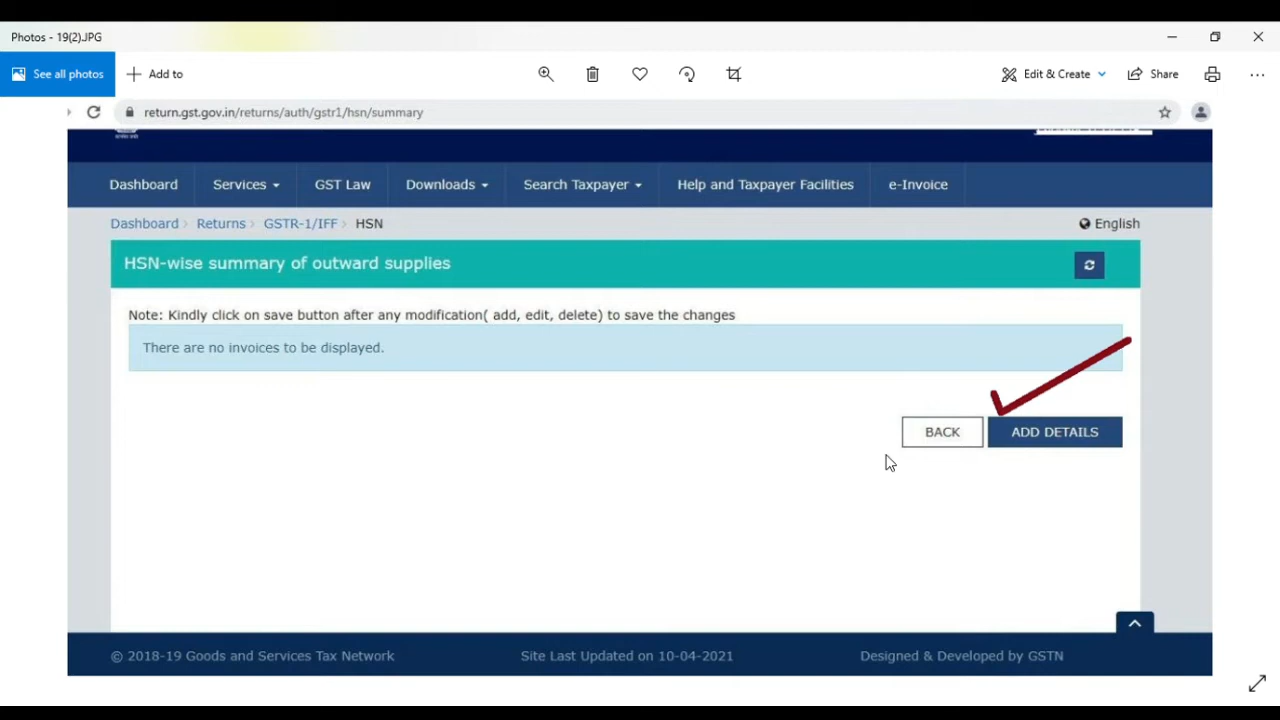 Photos - 19(2).JPG
See all photos
Add to
Edit & Create
Share
return.gst.gov.in/returns/auth/gstr1/hsn/summary
Dashboard Services GST Law Downloads Search Taxpayer Help and Taxpayer Facilities e-Invoice
Dashboard > Returns > GSTR-1/IFF > HSN
English
HSN-wise summary of outward supplies
Note: Kindly click on save button after any modification( add, edit, delete) to save the changes
There are no invoices to be displayed.
BACK
ADD DETAILS
© 2018-19 Goods and Services Tax Network
Site Last Updated on 10-04-2021
Designed & Developed by GSTN